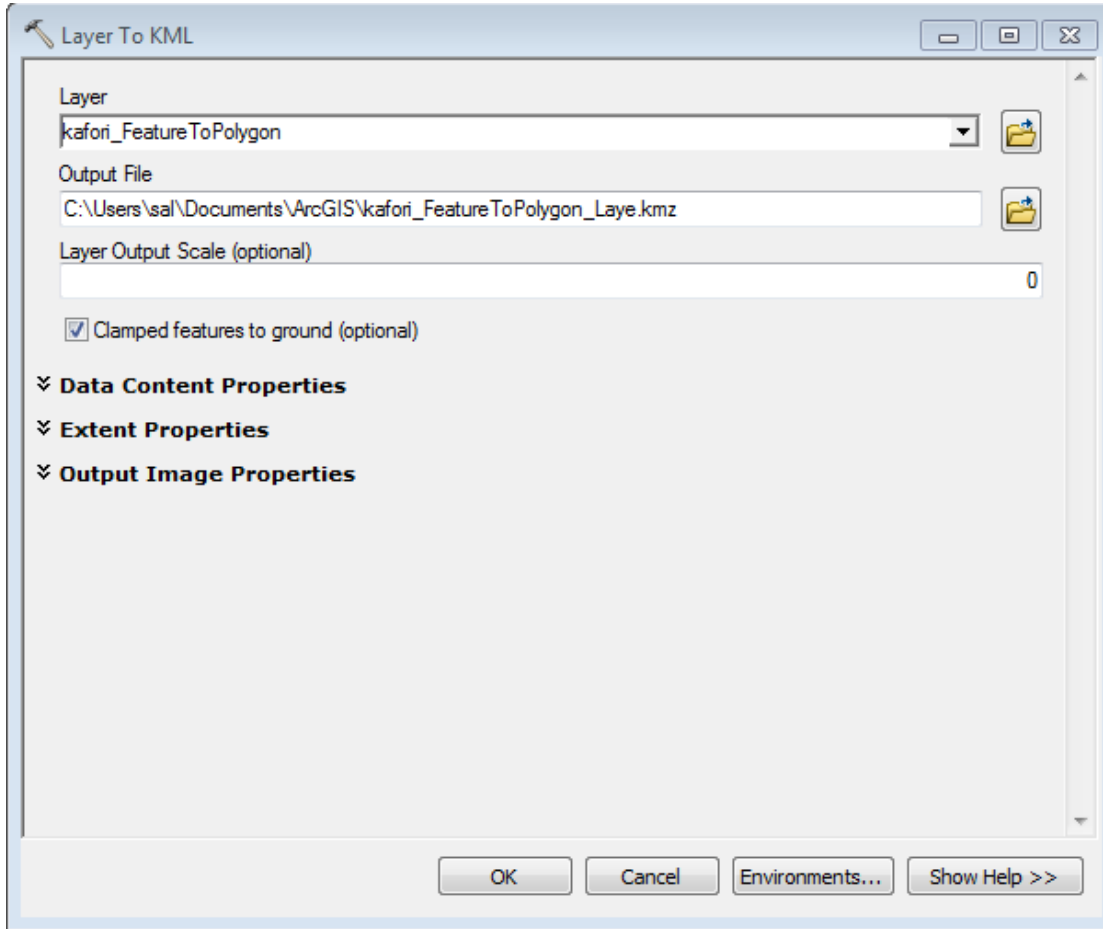 Layer To KML
Layer
kafori_FeatureToPolygon
Output File
C:\Users\sal\Documents\ArcGIS\kafori_FeatureToPolygon_Laye.kmz
Layer Output Scale (optional)
0
Clamped features to ground (optional)
Data Content Properties
Extent Properties
Output Image Properties
OK Cancel Environments... Show Help >>